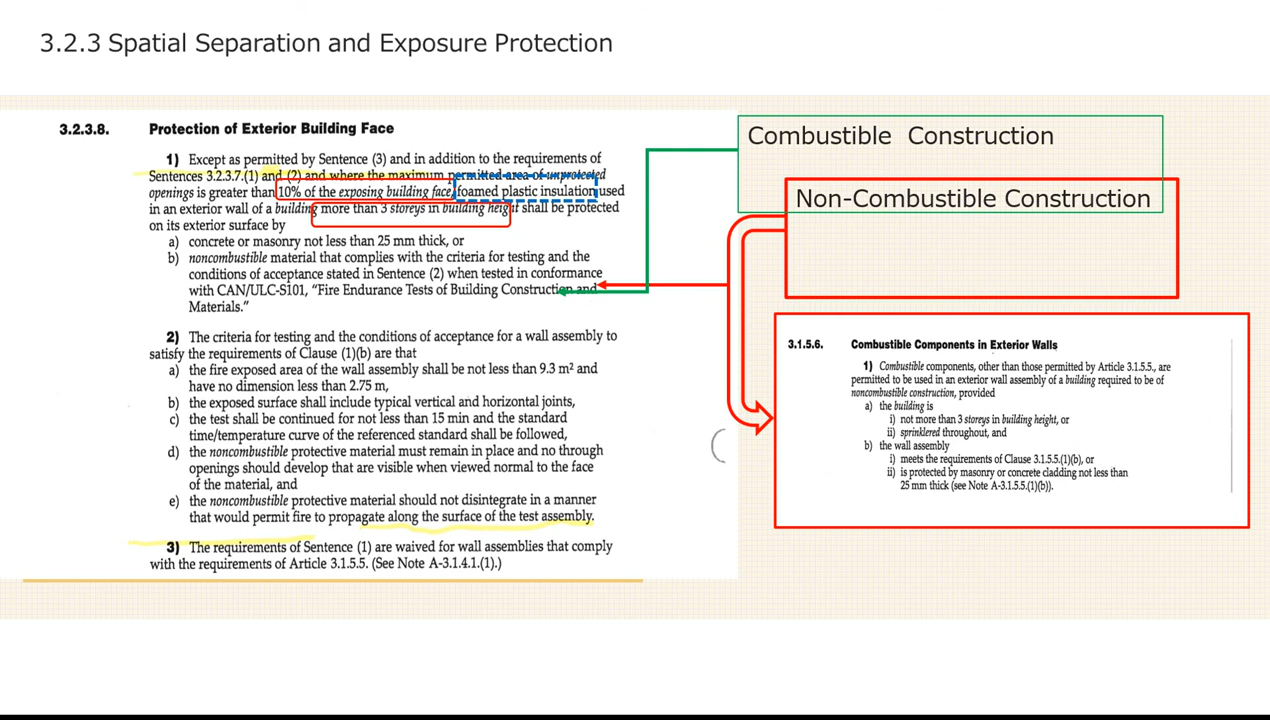 3.2.3 Spatial Separation and Exposure Protection
3.2.3.8. Protection of Exterior Building Face
1) Except as permitted by Sentence (3) and in addition to the requirements of
Sentences 3.2.3.7.(1) and (2) and where the maximum permitted area of unprotected
openings is greater than 10% of the exposing building face, foamed plastic insulation used
in an exterior wall of a building more than 3 storeys in building height shall be protected
on its exterior surface by
a) concrete or masonry not less than 25 mm thick, or
b) noncombustible material that complies with the criteria for testing and the
conditions of acceptance stated in Sentence (2) when tested in conformance
with CAN/ULC-S101, “Fire Endurance Tests of Building Construction and
Materials.”
2) The criteria for testing and the conditions of acceptance for a wall assembly to
satisfy the requirements of Clause (1)(b) are that
a) the fire exposed area of the wall assembly shall be not less than 9.3 m² and
have no dimension less than 2.75 m,
b) the exposed surface shall include typical vertical and horizontal joints,
c) the test shall be continued for not less than 15 min and the standard
time/temperature curve of the referenced standard shall be followed,
d) the noncombustible protective material must remain in place and no through
openings should develop that are visible when viewed normal to the face
of the material, and
e) the noncombustible protective material should not disintegrate in a manner
that would permit fire to propagate along the surface of the test assembly.
3) The requirements of Sentence (1) are waived for wall assemblies that comply
with the requirements of Article 3.1.5.5. (See Note A-3.1.4.1.(1).)
Combustible Construction
Non-Combustible Construction
3.1.5.6. Combustible Components in Exterior Walls
1) Combustible components, other than those permitted by Article 3.1.5.5., are
permitted to be used in an exterior wall assembly of a building required to be of
noncombustible construction, provided
a) the building is
i) not more than 3 storeys in building height, or
ii) sprinklered throughout, and
b) the wall assembly
i) meets the requirements of Clause 3.1.5.5.(1)(b), or
ii) is protected by masonry or concrete cladding not less than
25 mm thick (see Note A-3.1.5.5.(1)(b)).